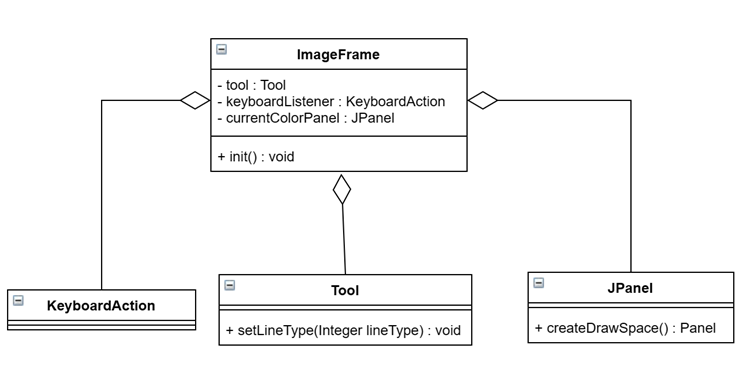 ImageFrame
- tool : Tool
- keyboardListener : KeyboardAction
- currentColorPanel : JPanel
+ init() : void
KeyboardAction
Tool
+ setLineType(Integer lineType) : void
JPanel
+ createDrawSpace() : Panel